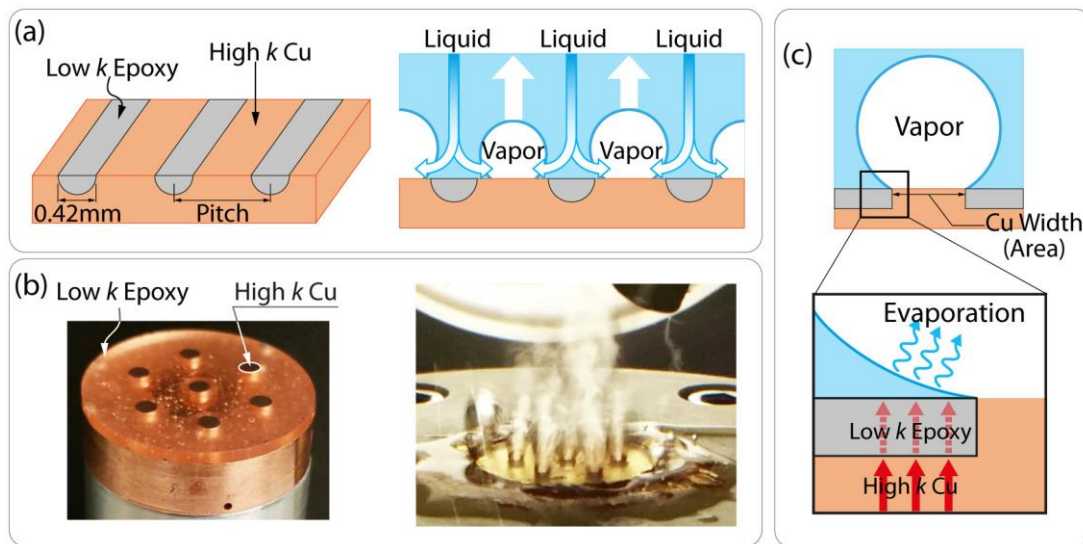 (a)
Low k Epoxy
High k Cu
0.42mm
Pitch
Liquid
Liquid
Liquid
Vapor
Vapor
(b)
Low k Epoxy
High k Cu
(c)
Vapor
Cu Width
(Area)
Evaporation
Low k Epoxy
High k Cu